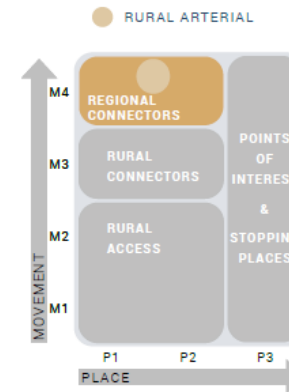 RURAL ARTERIAL
M4
REGIONAL
CONNECTORS
M3
RURAL
CONNECTORS
POINTS
OF
INTERES
&
STOPPIN
PLACES
M2
RURAL
ACCESS
M1
MOVEMENT
P1 P2 P3
PLACE